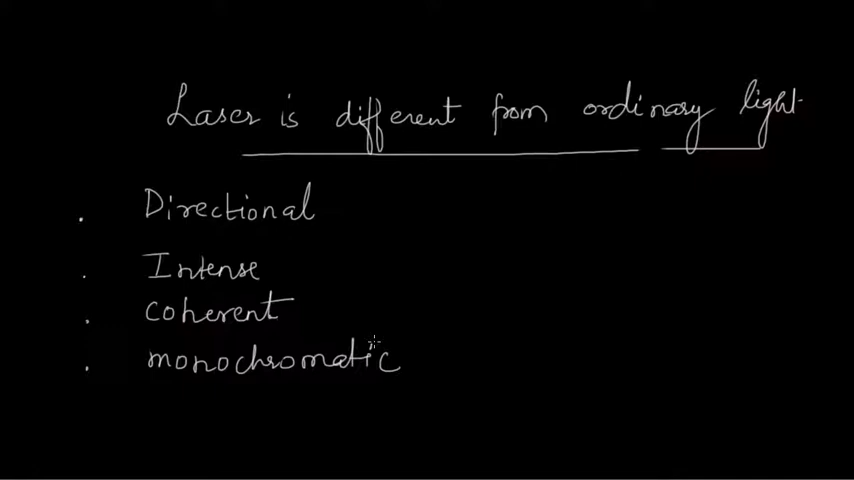 Laser is different from ordinary light
. Directional
. Intense
. coherent
. monochromatic